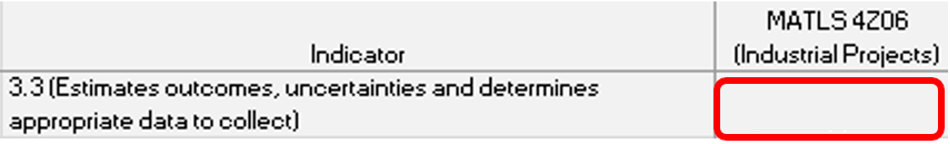 MATLS 4Z06
Indicator (Industrial Projects)
3.3 (Estimates outcomes, uncertainties and determines
appropriate data to collect)